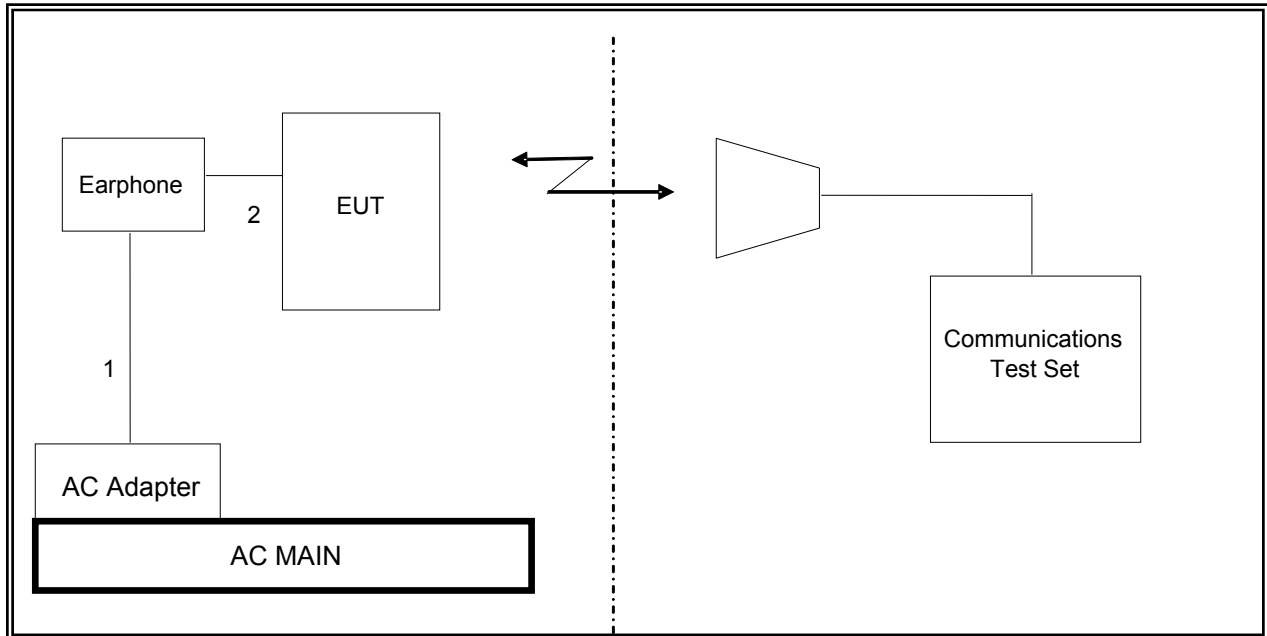 Earphone
2
EUT
1
AC Adapter
AC MAIN
Communications
Test Set